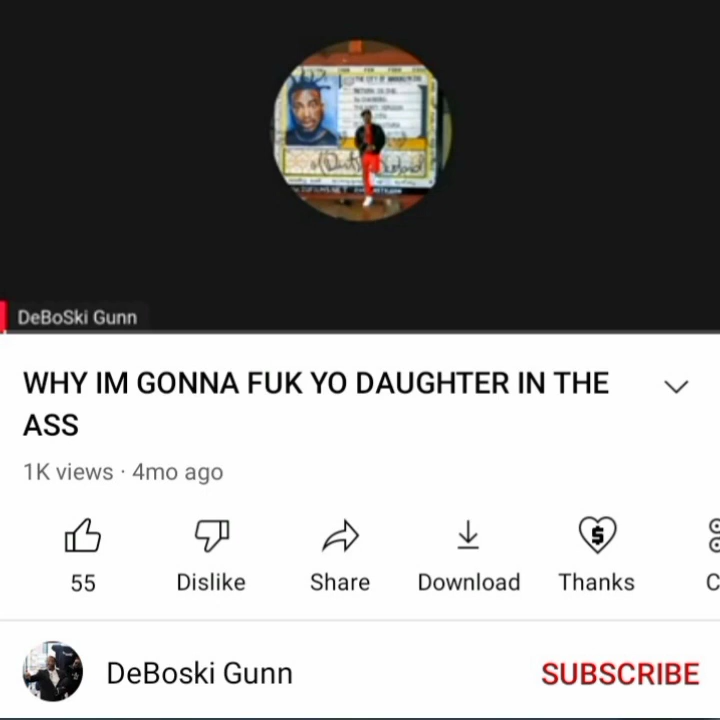 DeBoSki Gunn
WHY IM GONNA FUK YO DAUGHTER IN THE
ASS
1K views · 4mo ago
55
Dislike
Share
Download
Thanks
C
DeBoski Gunn
SUBSCRIBE